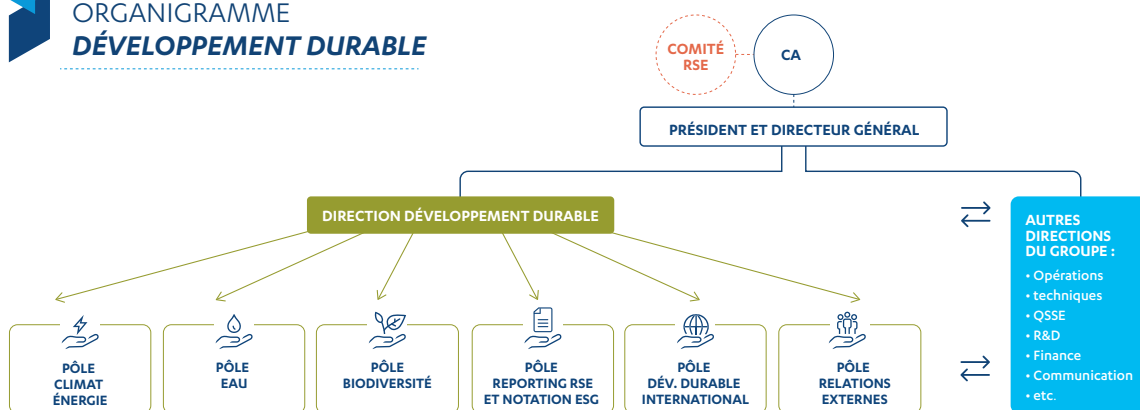 ORGANIGRAMME
DÉVELOPPEMENT DURABLE
COMITÉ
RSE
CA
PRÉSIDENT ET DIRECTEUR GÉNÉRAL
DIRECTION DÉVELOPPEMENT DURABLE
PÔLE
CLIMAT
ÉNERGIE
PÔLE
EAU
PÔLE
BIODIVERSITÉ
PÔLE
REPORTING RSE
ET NOTATION ESG
PÔLE
DÉV. DURABLE
INTERNATIONAL
PÔLE
RELATIONS
EXTERNES
AUTRES
DIRECTIONS
DU GROUPE :
• Opérations
• techniques
• QSSE
• R&D
• Finance
• Communication
• etc.